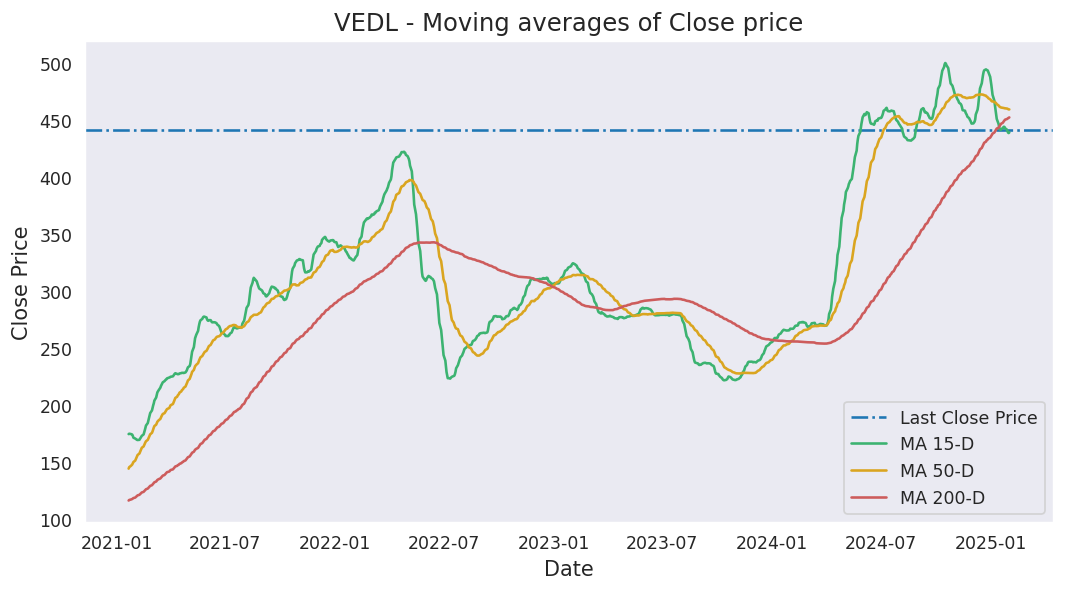 VEDL - Moving averages of Close price
Close Price
500
450
400
350
300
250
200
150
100
2021-01 2021-07 2022-01 2022-07 2023-01 2023-07 2024-01 2024-07 2025-01
Date
Last Close Price
MA 15-D
MA 50-D
MA 200-D